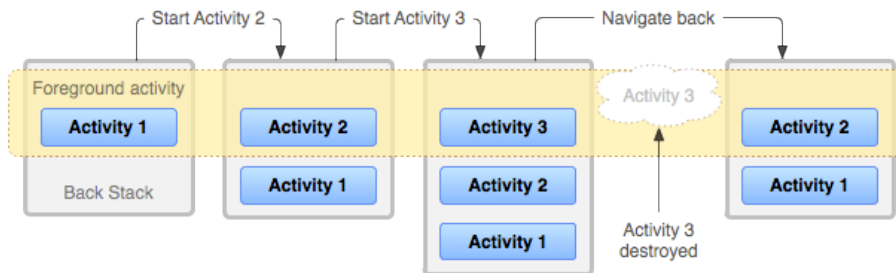 Start Activity 2
Start Activity 3
Navigate back
Foreground activity
Activity 3
Activity 1
Activity 2
Activity 3
Activity 2
Back Stack
Activity 1
Activity 2
Activity 1
Activity 1
Activity 3
destroyed